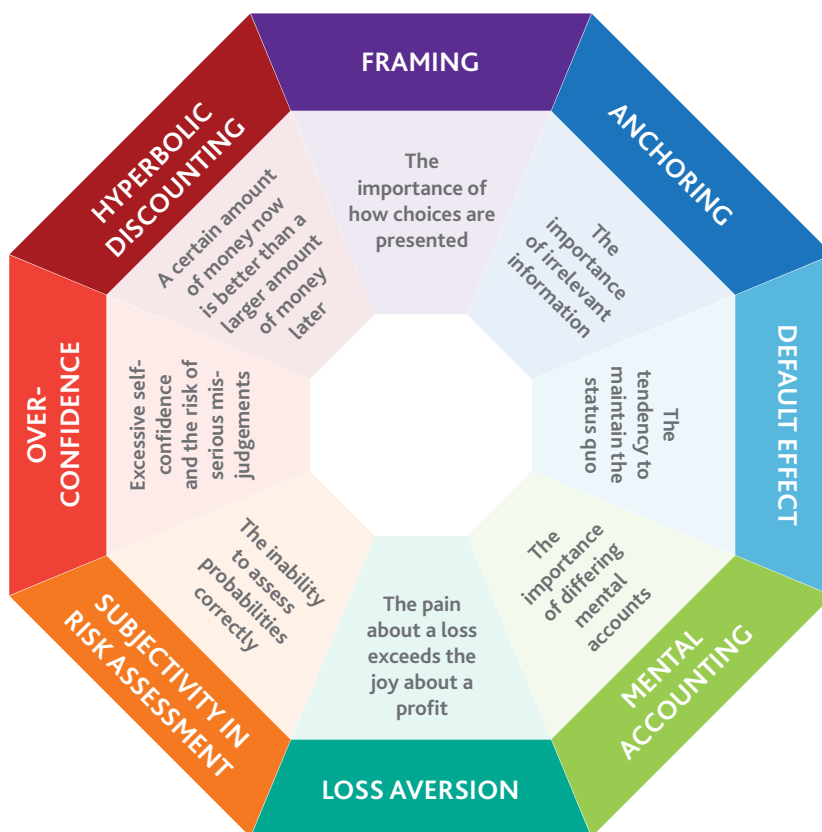 FRAMING
The
importance of
how choices are
presented
ANCHORING
The
importance
of irrelevant
information
DEFAULT EFFECT
The
tendency to
maintain the
status quo
MENTAL
ACCOUNTING
The
importance
of differing
mental
accounts
LOSS AVERSION
The pain
about a loss
exceeds the
joy about a
profit
SUBJECTIVITY IN
RISK ASSESSMENT
The inability
to assess
probabilities
correctly
OVER-
CONFIDENCE
Excessive self-
confidence
and the risk of
serious mis-
judgements
HYPERBOLIC
DISCOUNTING
A certain amount
of money now
is better than a
larger amount
of money
later